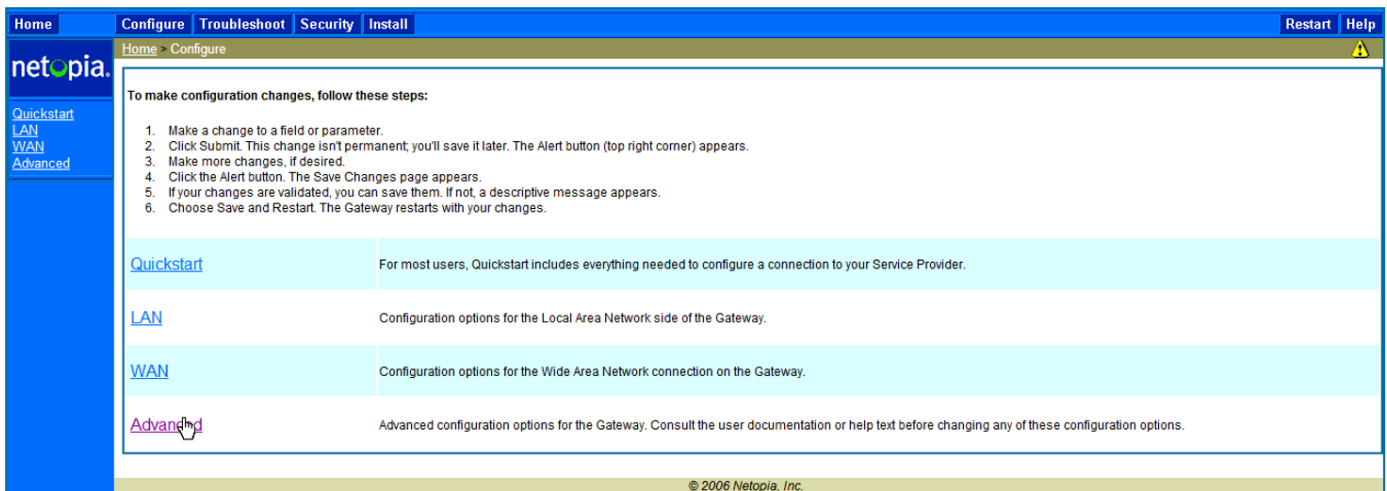 Home Configure Troubleshoot Security Install Restart Help
netopia.
Home > Configure
Quickstart
LAN
WAN
Advanced
To make configuration changes, follow these steps:
1. Make a change to a field or parameter.
2. Click Submit. This change isn't permanent; you'll save it later. The Alert button (top right corner) appears.
3. Make more changes, if desired.
4. Click the Alert button. The Save Changes page appears.
5. If your changes are validated, you can save them. If not, a descriptive message appears.
6. Choose Save and Restart. The Gateway restarts with your changes.
Quickstart For most users, Quickstart includes everything needed to configure a connection to your Service Provider.
LAN Configuration options for the Local Area Network side of the Gateway.
WAN Configuration options for the Wide Area Network connection on the Gateway.
Advanced Advanced configuration options for the Gateway. Consult the user documentation or help text before changing any of these configuration options.
© 2006 Netopia, Inc.